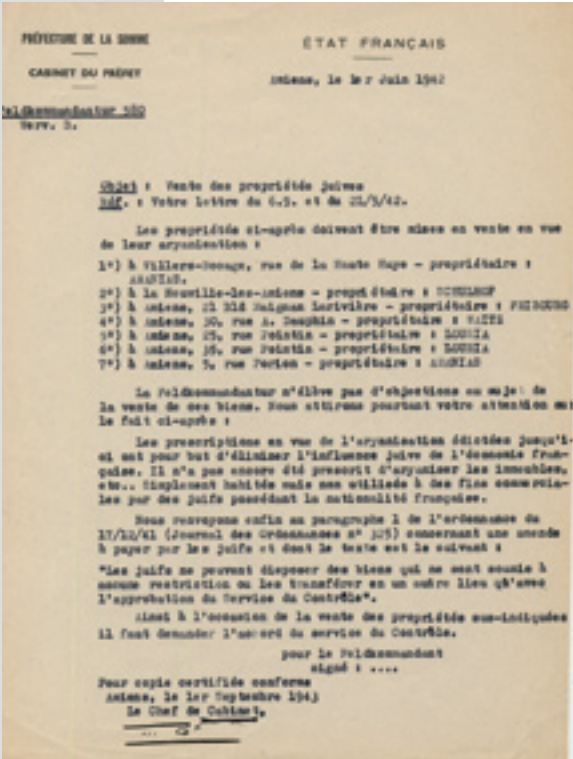 PRÉFECTURE DE LA SOMME
CABINET DU PRÉFET
ÉTAT FRANÇAIS
Amiens, le 1er Juin 1942
Feldkommandantur 580
Serv. D.
Objet : Vente des propriétés juives
Réf. : Votre lettre du 6.5. et du 21/5/42.
Les propriétés ci-après doivent être mises en vente en vue
de leur aryanisation :
1°) à Villers-Bocage, rue de la Haute Haye - propriétaire :
2°) à la Neuville-les-Amiens - propriétaire :
3°) à Amiens, 21 Bld Maignan Larivière - propriétaire :
4°) à Amiens, 30, rue A. Dauphin - propriétaire :
5°) à Amiens, 25, rue Pointin - propriétaire : LOURIA
6°) à Amiens, 36, rue Pointin - propriétaire : LOURIA
7°) à Amiens, 5, rue Porion - propriétaire :
La Feldkommandantur n'élève pas d'objections au sujet de
la vente de ces biens. Nous attirons pourtant votre attention sur
le fait ci-après :
Les prescriptions en vue de l'aryanisation édictées jusqu'i-
ci ont pour but d'éliminer l'influence juive de l'économie fran-
çaise. Il n'a pas encore été prescrit d'aryaniser les immeubles,
etc.. simplement habités mais non utilisés à des fins commercia-
les par des juifs possédant la nationalité française.
Nous renvoyons enfin au paragraphe 1 de l'ordonnance du
17/12/41 (Journal des Ordonnances n° 325) concernant une amende
à payer par les juifs et dont le texte est le suivant :
"Les juifs ne peuvent disposer des biens qui ne sont soumis à
aucune restriction ou les transférer en un autre lieu qu'avec
l'approbation du Service du Contrôle".
Ainsi à l'occasion de la vente des propriétés sus-indiquées
il faut demander l'accord du service du Contrôle.
pour le Feldkommandant
signé : ....
Pour copie certifiée conforme
Amiens, le 1er Septembre 1943
Le Chef de Cabinet,